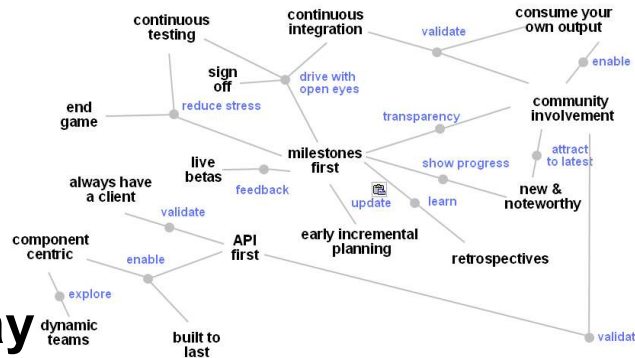 continuous
testing
continuous
integration
consume your
own output
validate
sign
off
drive with
open eyes
enable
end
game
reduce stress
community
involvement
transparency
milestones
first
live
betas
feedback
show progress
attract
to latest
always have
a client
new &
noteworthy
update
learn
validate
component
centric
API
first
early incremental
planning
retrospectives
enable
explore
ay
dynamic
teams
built to
last
validat